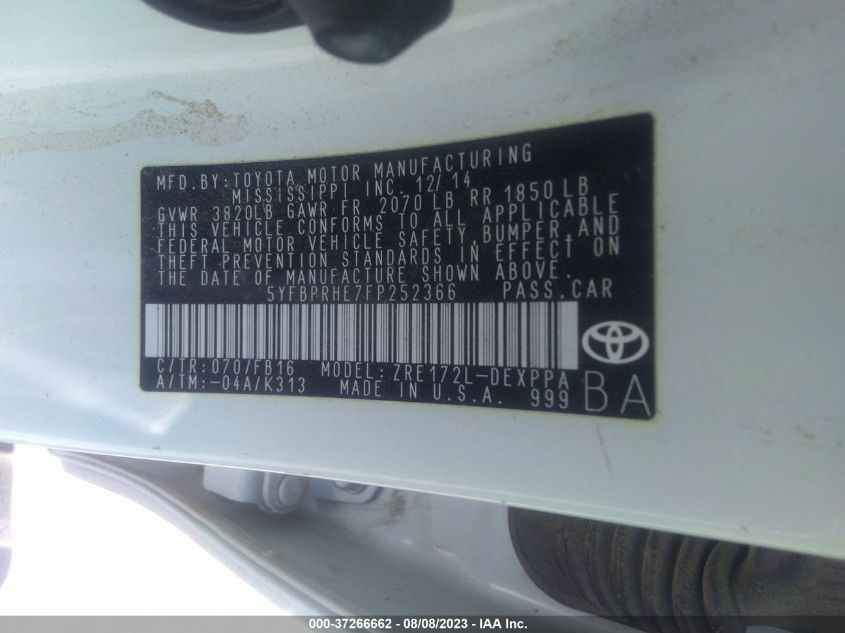 MFD. BY: TOYOTA MOTOR MANUFACTURING
MISSISSIPPI INC. 12/14
GVWR 3820LB GAWR FR 2070 LB RR 1850 LB
THIS VEHICLE CONFORMS TO ALL APPLICABLE
FEDERAL MOTOR VEHICLE SAFETY, BUMPER, AND
THEFT PREVENTION STANDARDS IN EFFECT ON
THE DATE OF MANUFACTURE SHOWN ABOVE.
5YFBPRHE7FP252366 PASS. CAR
C/TR: 070/FB16 MODEL: ZRE172L-DEXPPA
A/TM: -04A/K313 MADE IN U.S.A. 999
BA
000-37266662 - 08/08/2023 - IAA Inc.